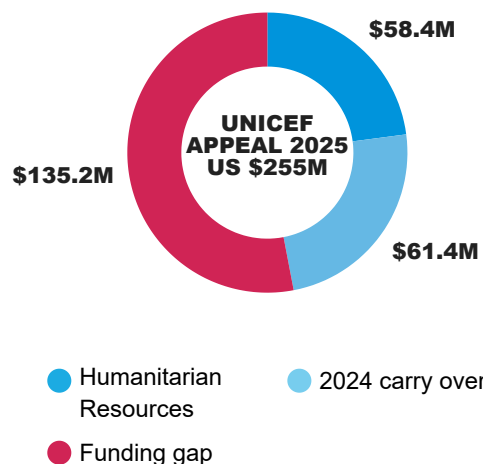 $58.4M
UNICEF
APPEAL 2025
US $255M
$135.2M
$61.4M
Humanitarian
Resources
2024 carry over
Funding gap